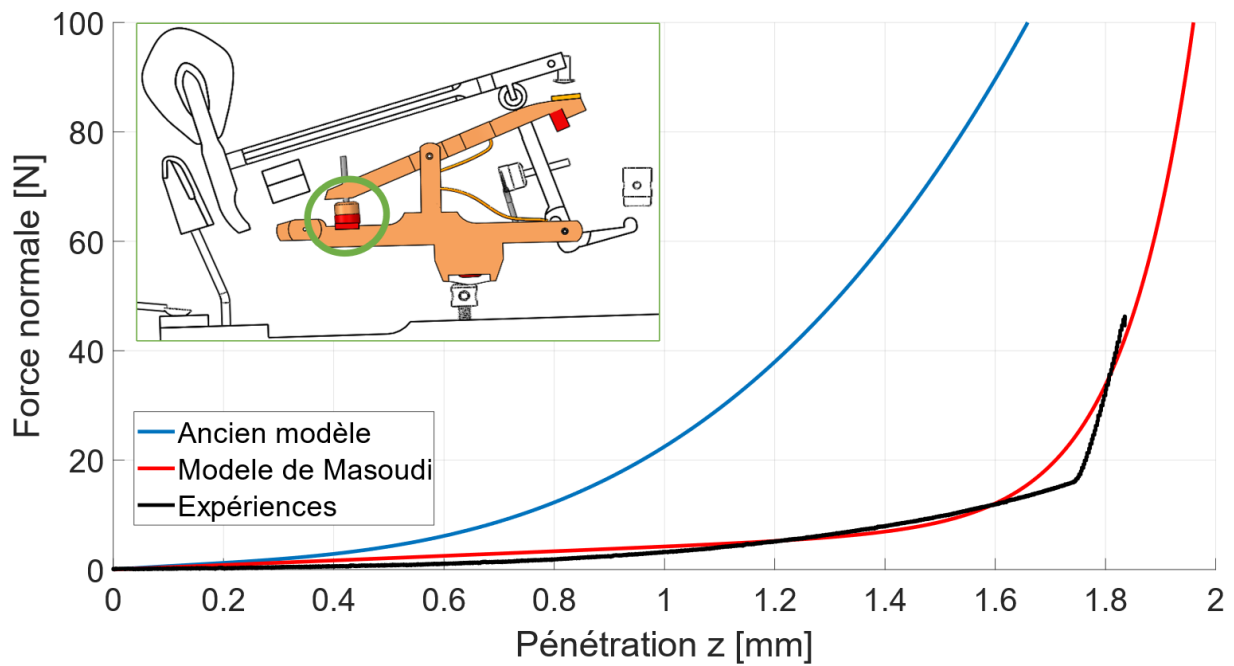 100
80
60
40
20
0
Force normale [N]
Ancien modèle
Modele de Masoudi
Expériences
0 0.2 0.4 0.6 0.8 1 1.2 1.4 1.6 1.8 2
Pénétration z [mm]